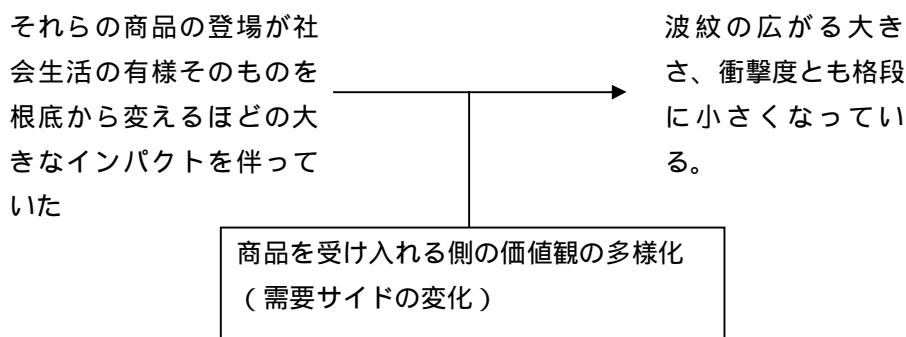 それらの商品の登場が社
会生活の有様そのものを
根底から変えるほどの大
きなインパクトを伴って
いた
波紋の広がる大き
さ、衝撃度とも格段
に小さくなってい
る。
商品を受け入れる側の価値観の多様化
（需要サイドの変化）